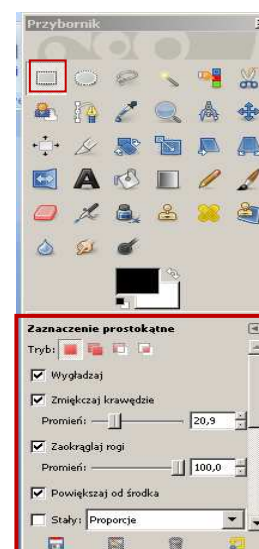 Przybornik
Zaznaczenie prostokątne
Tryb:
Wygładzaj
Zmiękczaj krawędzie
Promień: 20,9
Zaokrąglaj rogi
Promień: 100,0
Powiększaj od środka
Stały: Proporcje